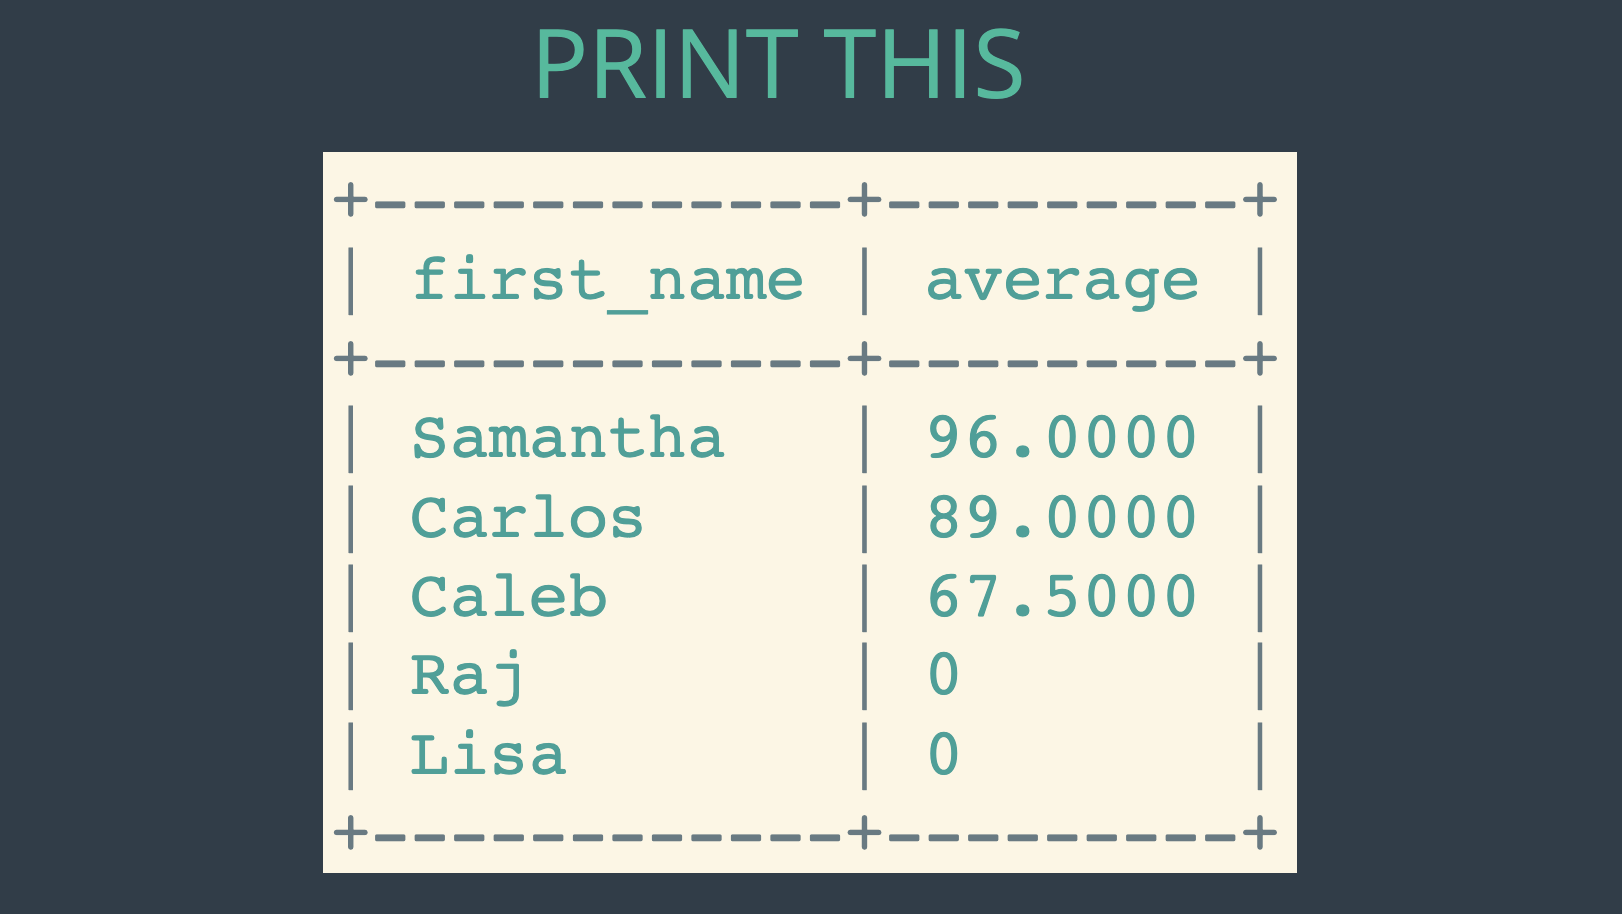 PRINT THIS
+------------+---------+
| first_name | average |
+------------+---------+
| Samantha   | 96.0000 |
| Carlos     | 89.0000 |
| Caleb      | 67.5000 |
| Raj        | 0       |
| Lisa       | 0       |
+------------+---------+